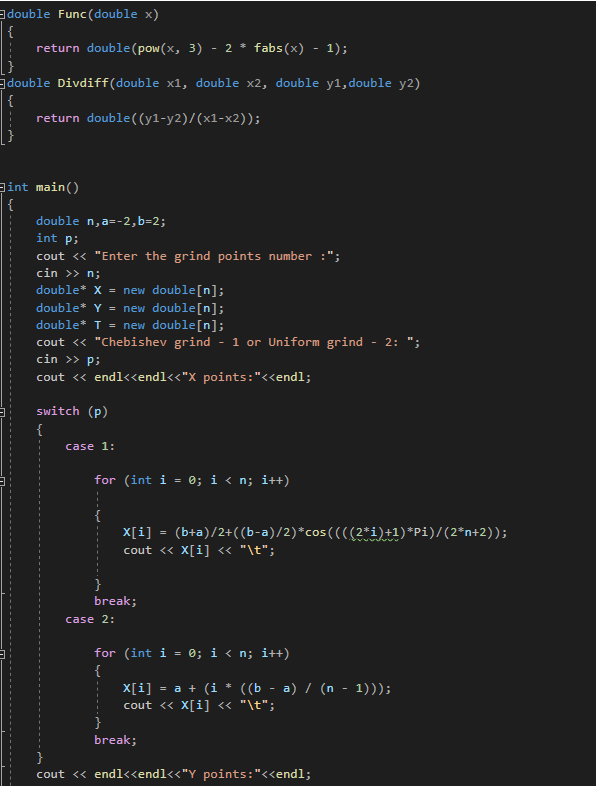 double Func(double x)
{
    return double(pow(x, 3) - 2 * fabs(x) - 1);
}
double Divdiff(double x1, double x2, double y1,double y2)
{
    return double((y1-y2)/(x1-x2));
}
int main()
{
    double n,a=-2,b=2;
    int p;
    cout << "Enter the grind points number :";
    cin >> n;
    double* X = new double[n];
    double* Y = new double[n];
    double* T = new double[n];
    cout << "Chebishev grind - 1 or Uniform grind - 2: ";
    cin >> p;
    cout << endl<<endl<<"X points:"<<endl;
    switch (p)
    {
        case 1:
            for (int i = 0; i < n; i++)
            {
                X[i] = (b+a)/2+((b-a)/2)*cos((((2*i)+1)*Pi)/(2*n+2));
                cout << X[i] << "\t";
            }
            break;
        case 2:
            for (int i = 0; i < n; i++)
            {
                X[i] = a + (i * ((b - a) / (n - 1)));
                cout << X[i] << "\t";
            }
            break;
    }
    cout << endl<<endl<<"Y points:"<<endl;